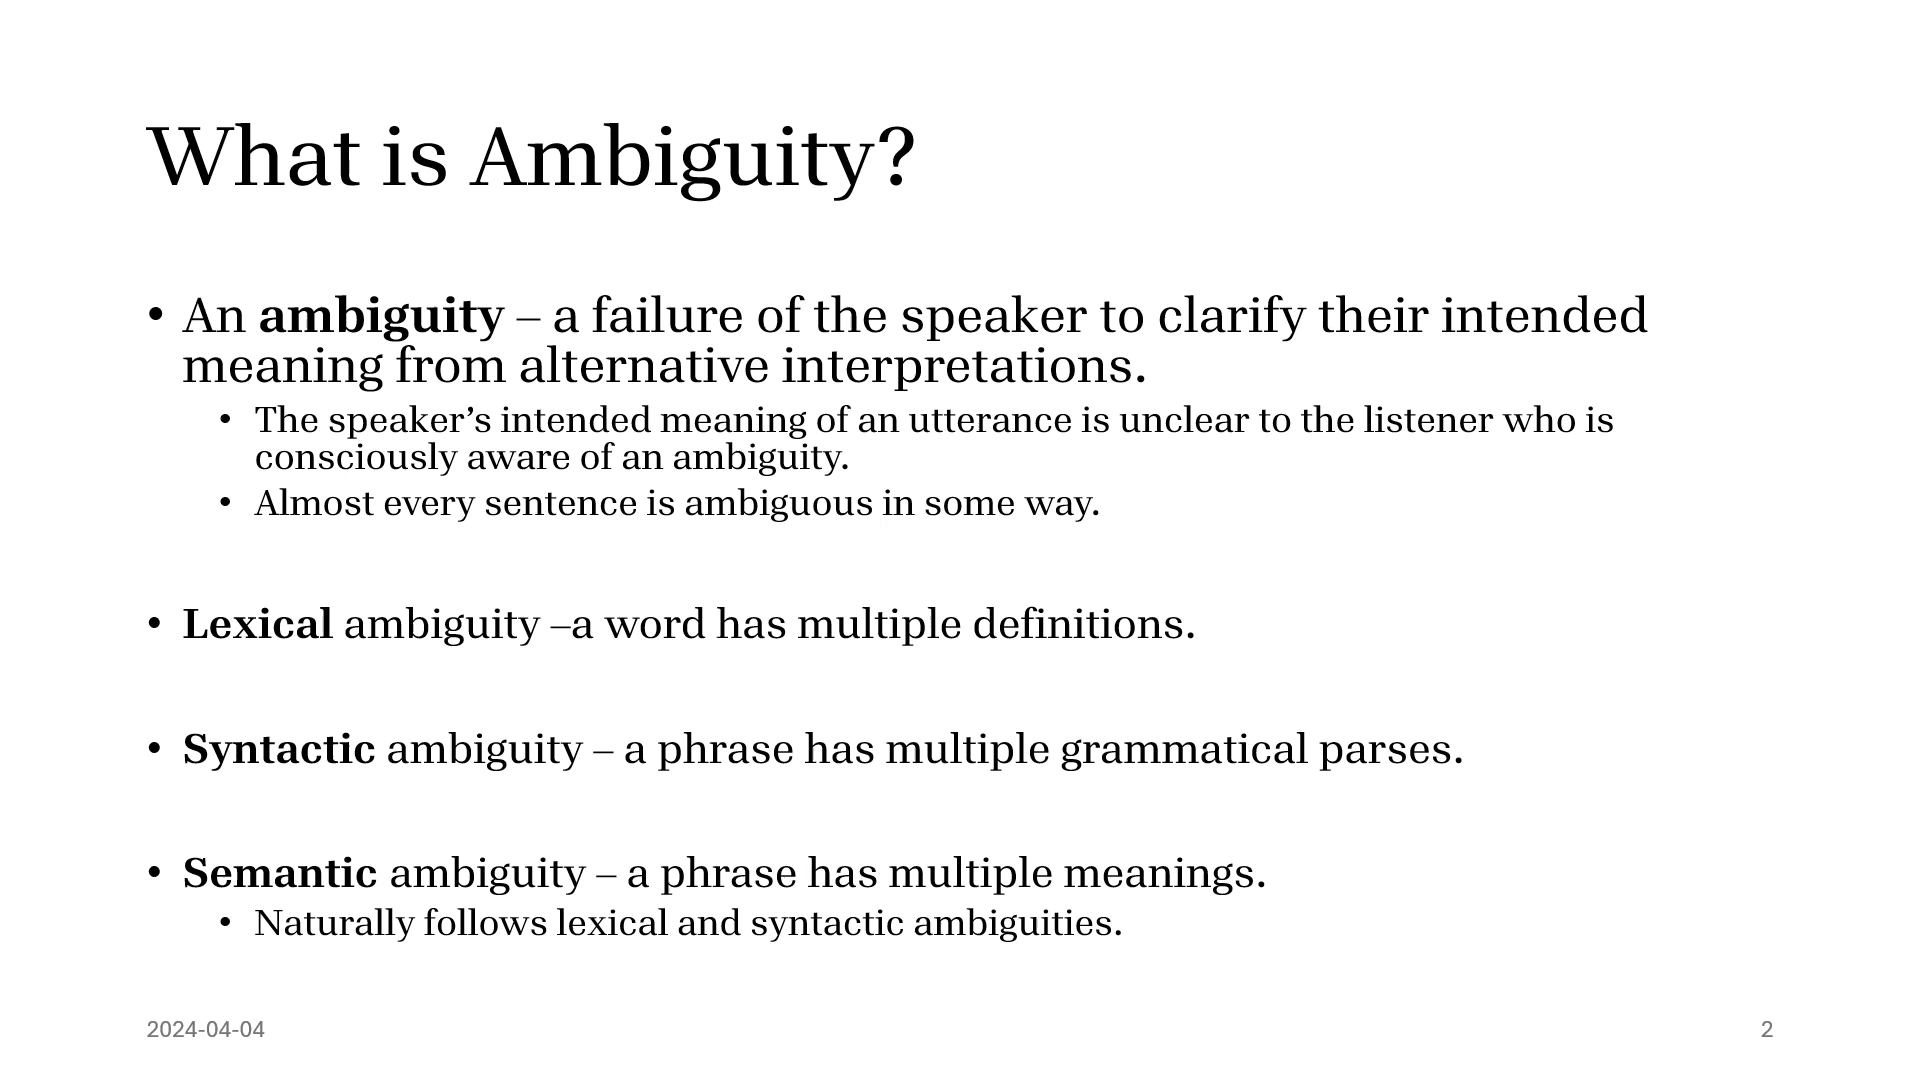 What is Ambiguity?
• An ambiguity – a failure of the speaker to clarify their intended
meaning from alternative interpretations.
• The speaker’s intended meaning of an utterance is unclear to the listener who is
consciously aware of an ambiguity.
• Almost every sentence is ambiguous in some way.
• Lexical ambiguity –a word has multiple definitions.
• Syntactic ambiguity – a phrase has multiple grammatical parses.
• Semantic ambiguity – a phrase has multiple meanings.
• Naturally follows lexical and syntactic ambiguities.
2024-04-04
2